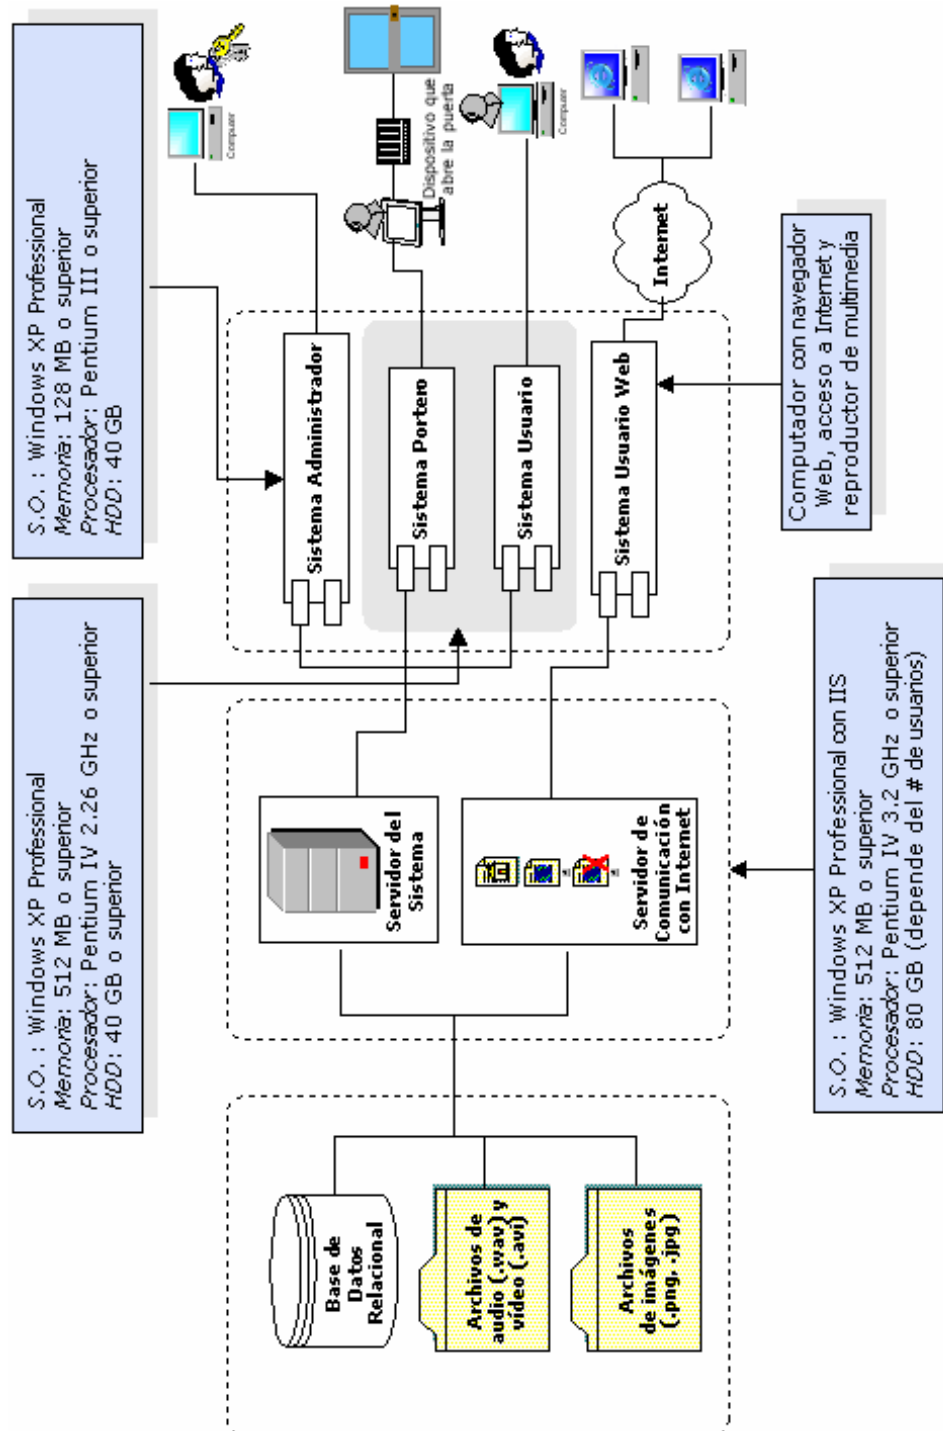 S.O. : Windows XP Professional
Memoria: 512 MB o superior
Procesador: Pentium IV 2.26 GHz o superior
HDD: 40 GB o superior
S.O. : Windows XP Professional
Memoria: 128 MB o superior
Procesador: Pentium III o superior
HDD: 40 GB
Base de
Datos
Relacional
Archivos de
audio (.wav) y
vídeo (.avi)
Archivos
de imágenes
(.png, .jpg)
Servidor del
Sistema
Servidor de
Comunicación
con Internet
Sistema Administrador
Sistema Portero
Sistema Usuario
Sistema Usuario Web
Computer
Dispositivo que
abre la puerta
Computer
Internet
S.O. : Windows XP Professional con IIS
Memoria: 512 MB o superior
Procesador: Pentium IV 3.2 GHz o superior
HDD: 80 GB (depende del # de usuarios)
Computador con navegador
Web, acceso a Internet y
reproductor de multimedia